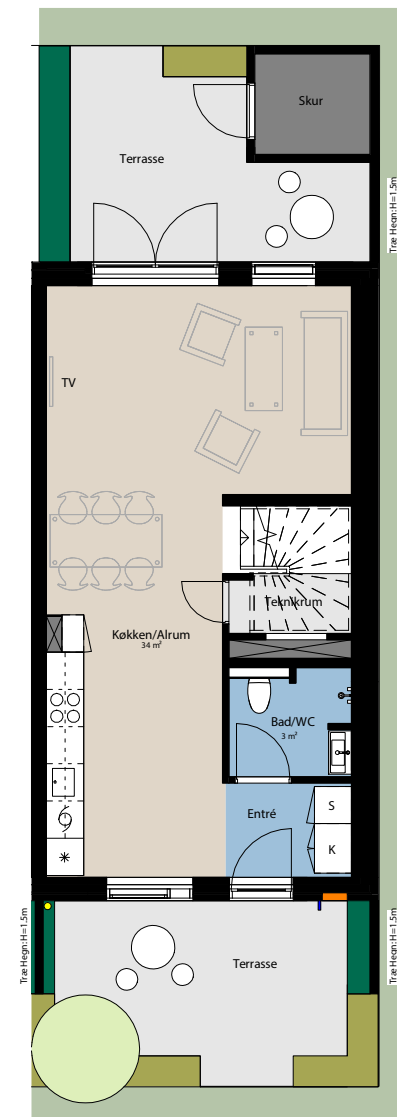 Skur
Terrasse
Træ Hegn:H=1.5m
TV
Teknikrum
Køkken/Alrum
34 m²
Bad/WC
3 m²
Entré
S
K
Træ Hegn:H=1.5m
Træ Hegn:H=1.5m
Terrasse